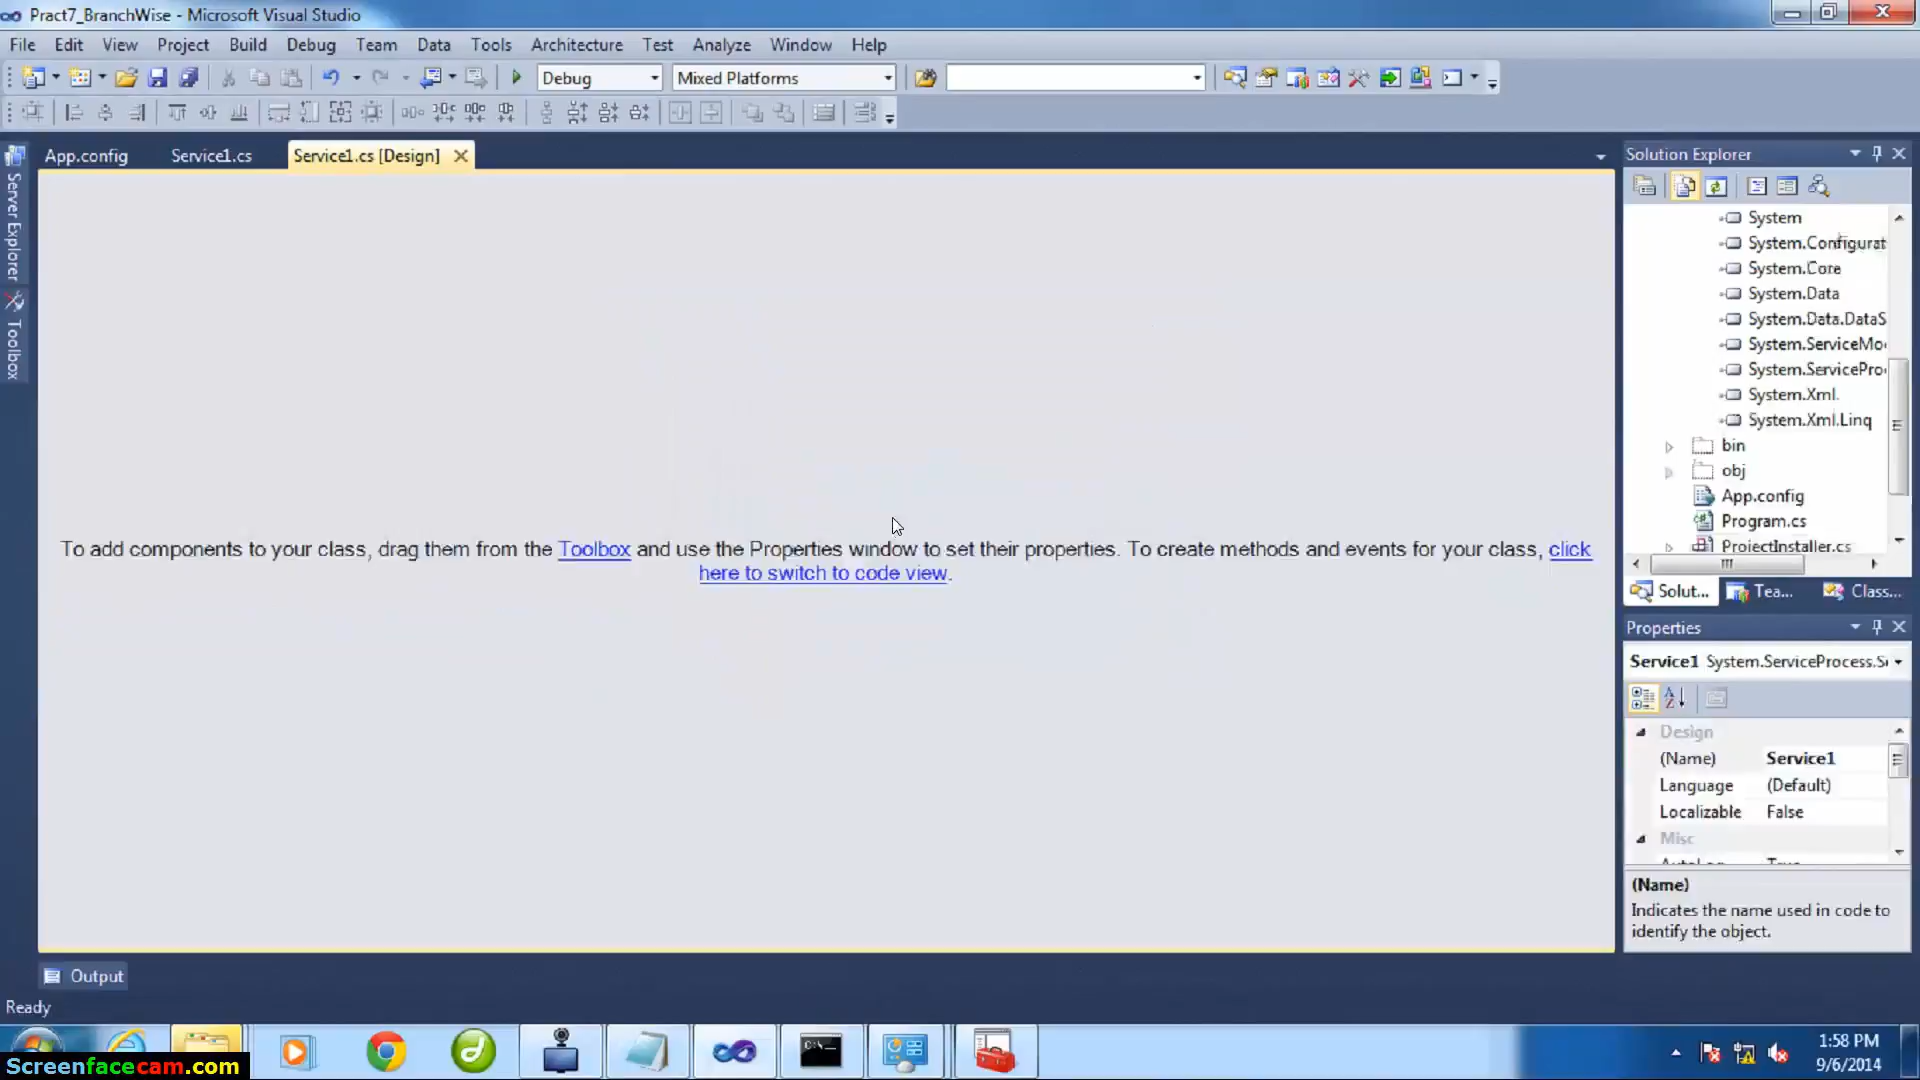 Pract7_BranchWise - Microsoft Visual Studio
File Edit View Project Build Debug Team Data Tools Architecture Test Analyze Window Help
Debug Mixed Platforms
App.config Service1.cs Service1.cs [Design]
Server Explorer
Toolbox
To add components to your class, drag them from the Toolbox and use the Properties window to set their properties. To create methods and events for your class, click
here to switch to code view.
Solution Explorer
System
System.Configurat
System.Core
System.Data
System.Data.DataS
System.ServiceMo
System.ServicePro
System.Xml
System.Xml.Linq
bin
obj
App.config
Program.cs
ProjectInstaller.cs
Solut... Tea... Class...
Properties
Service1 System.ServiceProcess.S
Design
(Name) Service1
Language (Default)
Localizable False
Misc
AutoLog True
(Name)
Indicates the name used in code to
identify the object.
Output
Ready
C:\
1:58 PM
9/6/2014
Screenfacecam.com